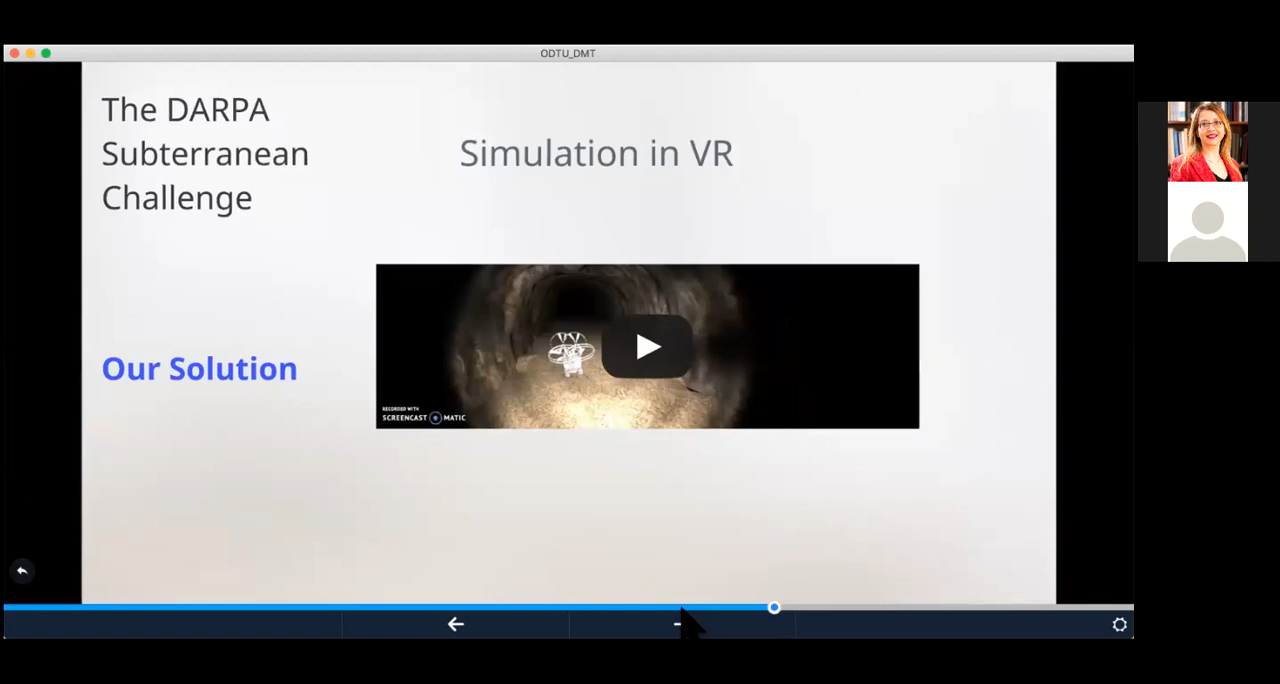 ODTU_DMT
The DARPA
Subterranean
Challenge
Simulation in VR
Our Solution
RECORDED WITH
SCREENCAST MATIC